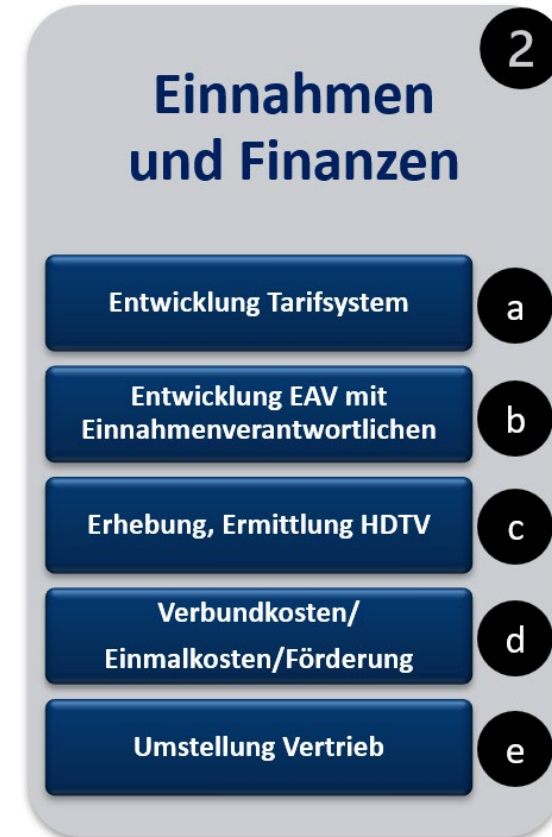 2
Einnahmen
und Finanzen
Entwicklung Tarifsystem
a
Entwicklung EAV mit
Einnahmenverantwortlichen
b
Erhebung, Ermittlung HDTV
c
Verbundkosten/
Einmalkosten/Förderung
d
Umstellung Vertrieb
e